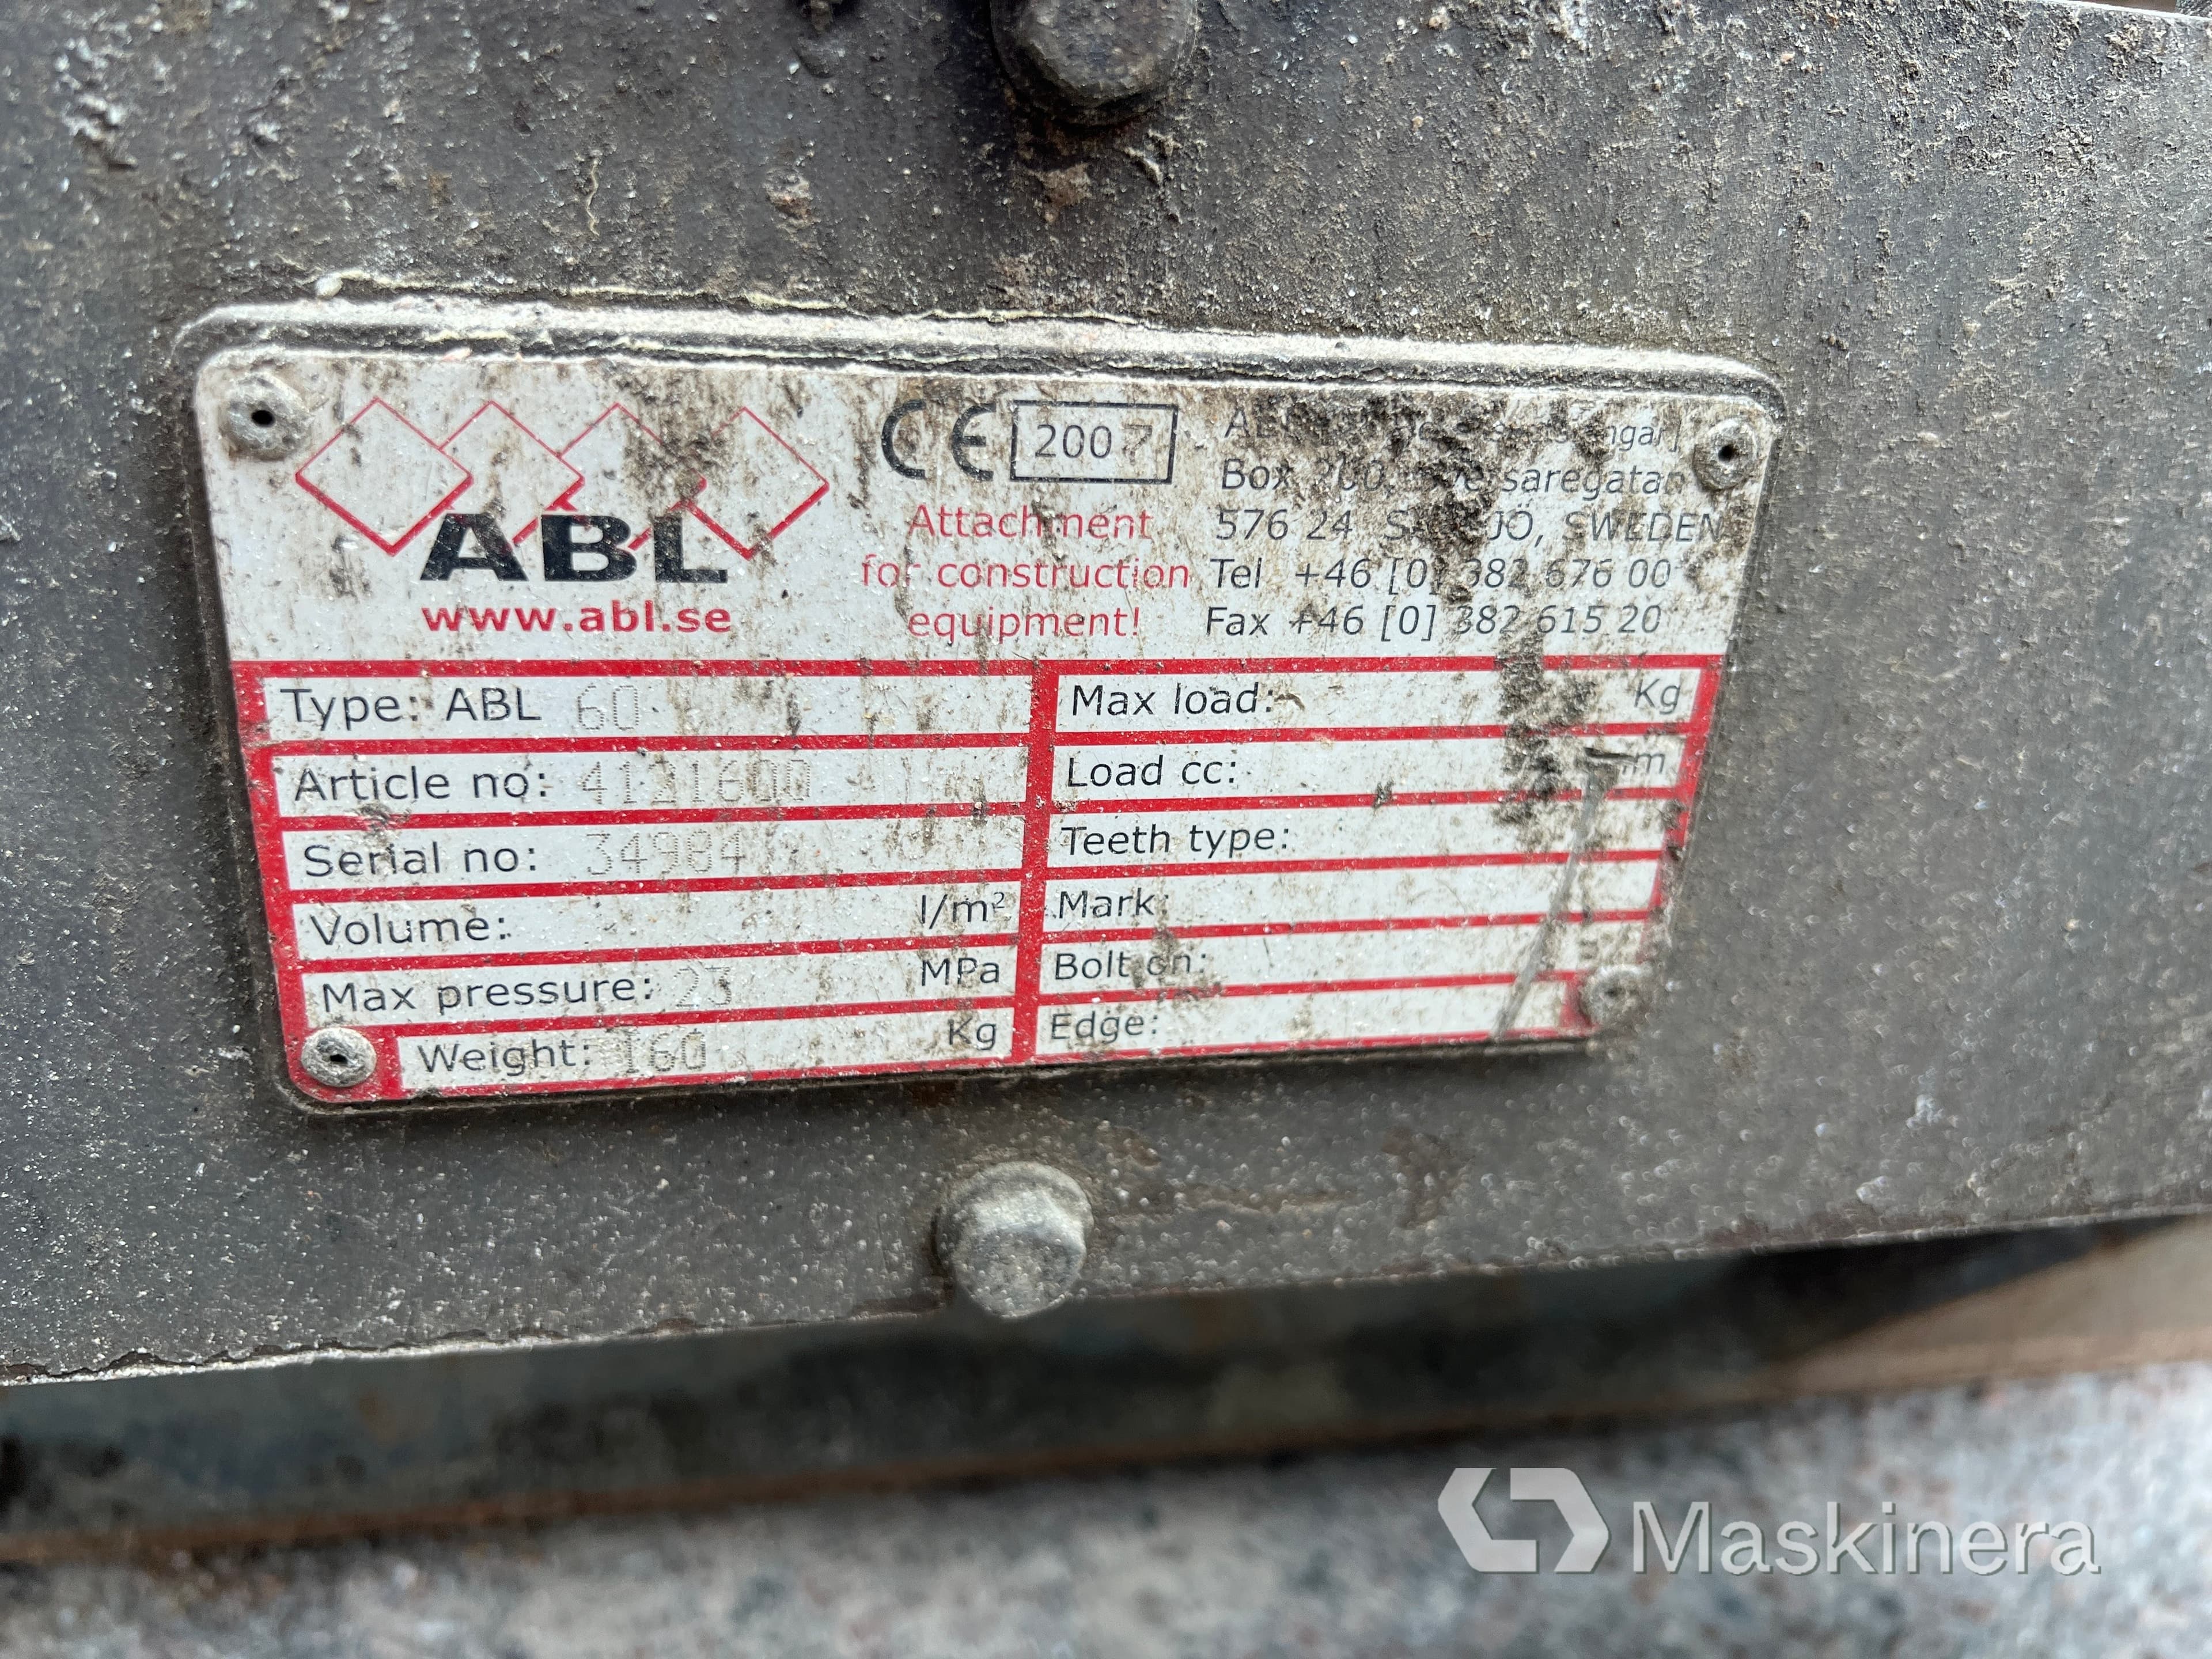 ABL
www.abl.se
CE 2007
Attachment
for construction
equipment!
Box
576 24 SWEDEN
Tel +46 [0] 382 676 00
Fax +46 [0] 382 615 20
Type: ABL 60
Article no: 4121600
Serial no: 34984
Volume: l/m²
Max pressure: 23 MPa
Weight: 160 Kg
Max load: Kg
Load cc:
Teeth type:
Mark:
Bolt on:
Edge:
Maskinera